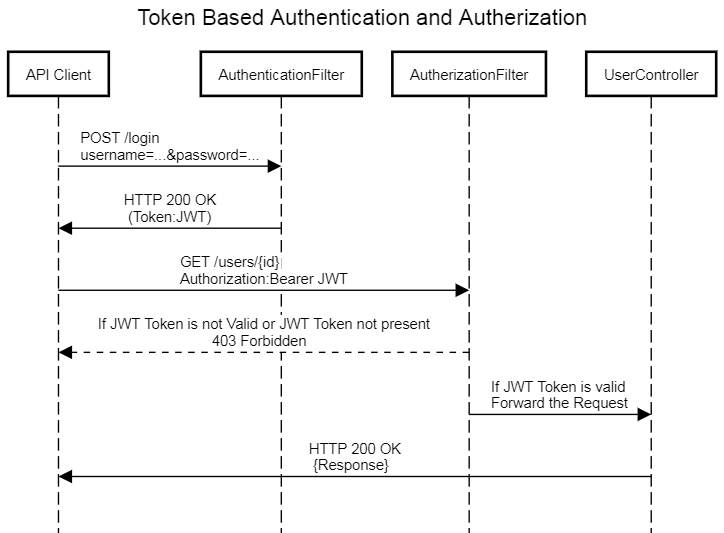 Token Based Authentication and Autherization
API Client
AuthenticationFilter
AutherizationFilter
UserController
POST /login
username=...&password=...
HTTP 200 OK
(Token:JWT)
GET /users/{id}
Authorization:Bearer JWT
If JWT Token is not Valid or JWT Token not present
403 Forbidden
If JWT Token is valid
Forward the Request
HTTP 200 OK
{Response}